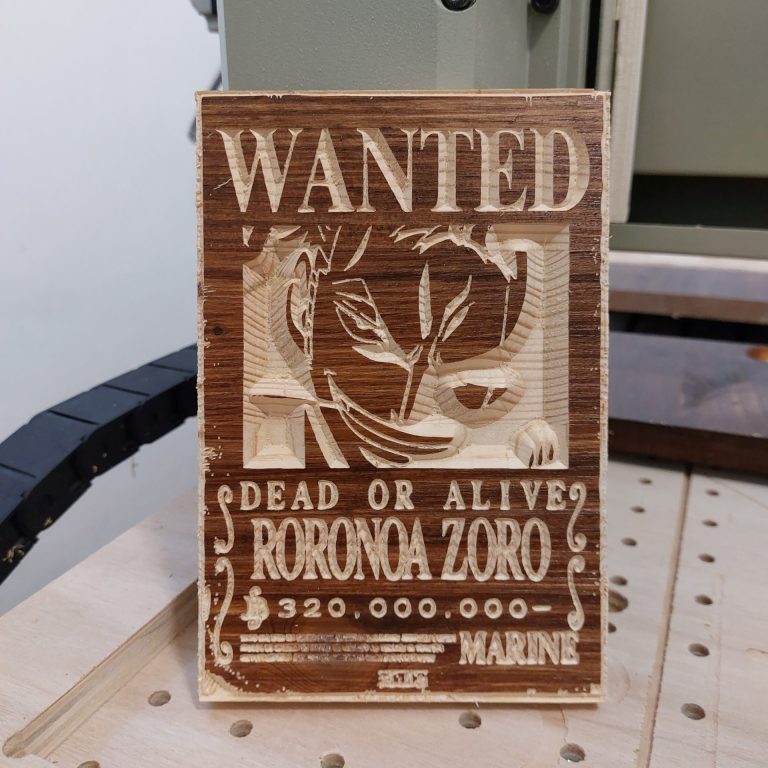 WANTED
DEAD OR ALIVE
RORONOA ZORO
฿320.000.000-
MARINE